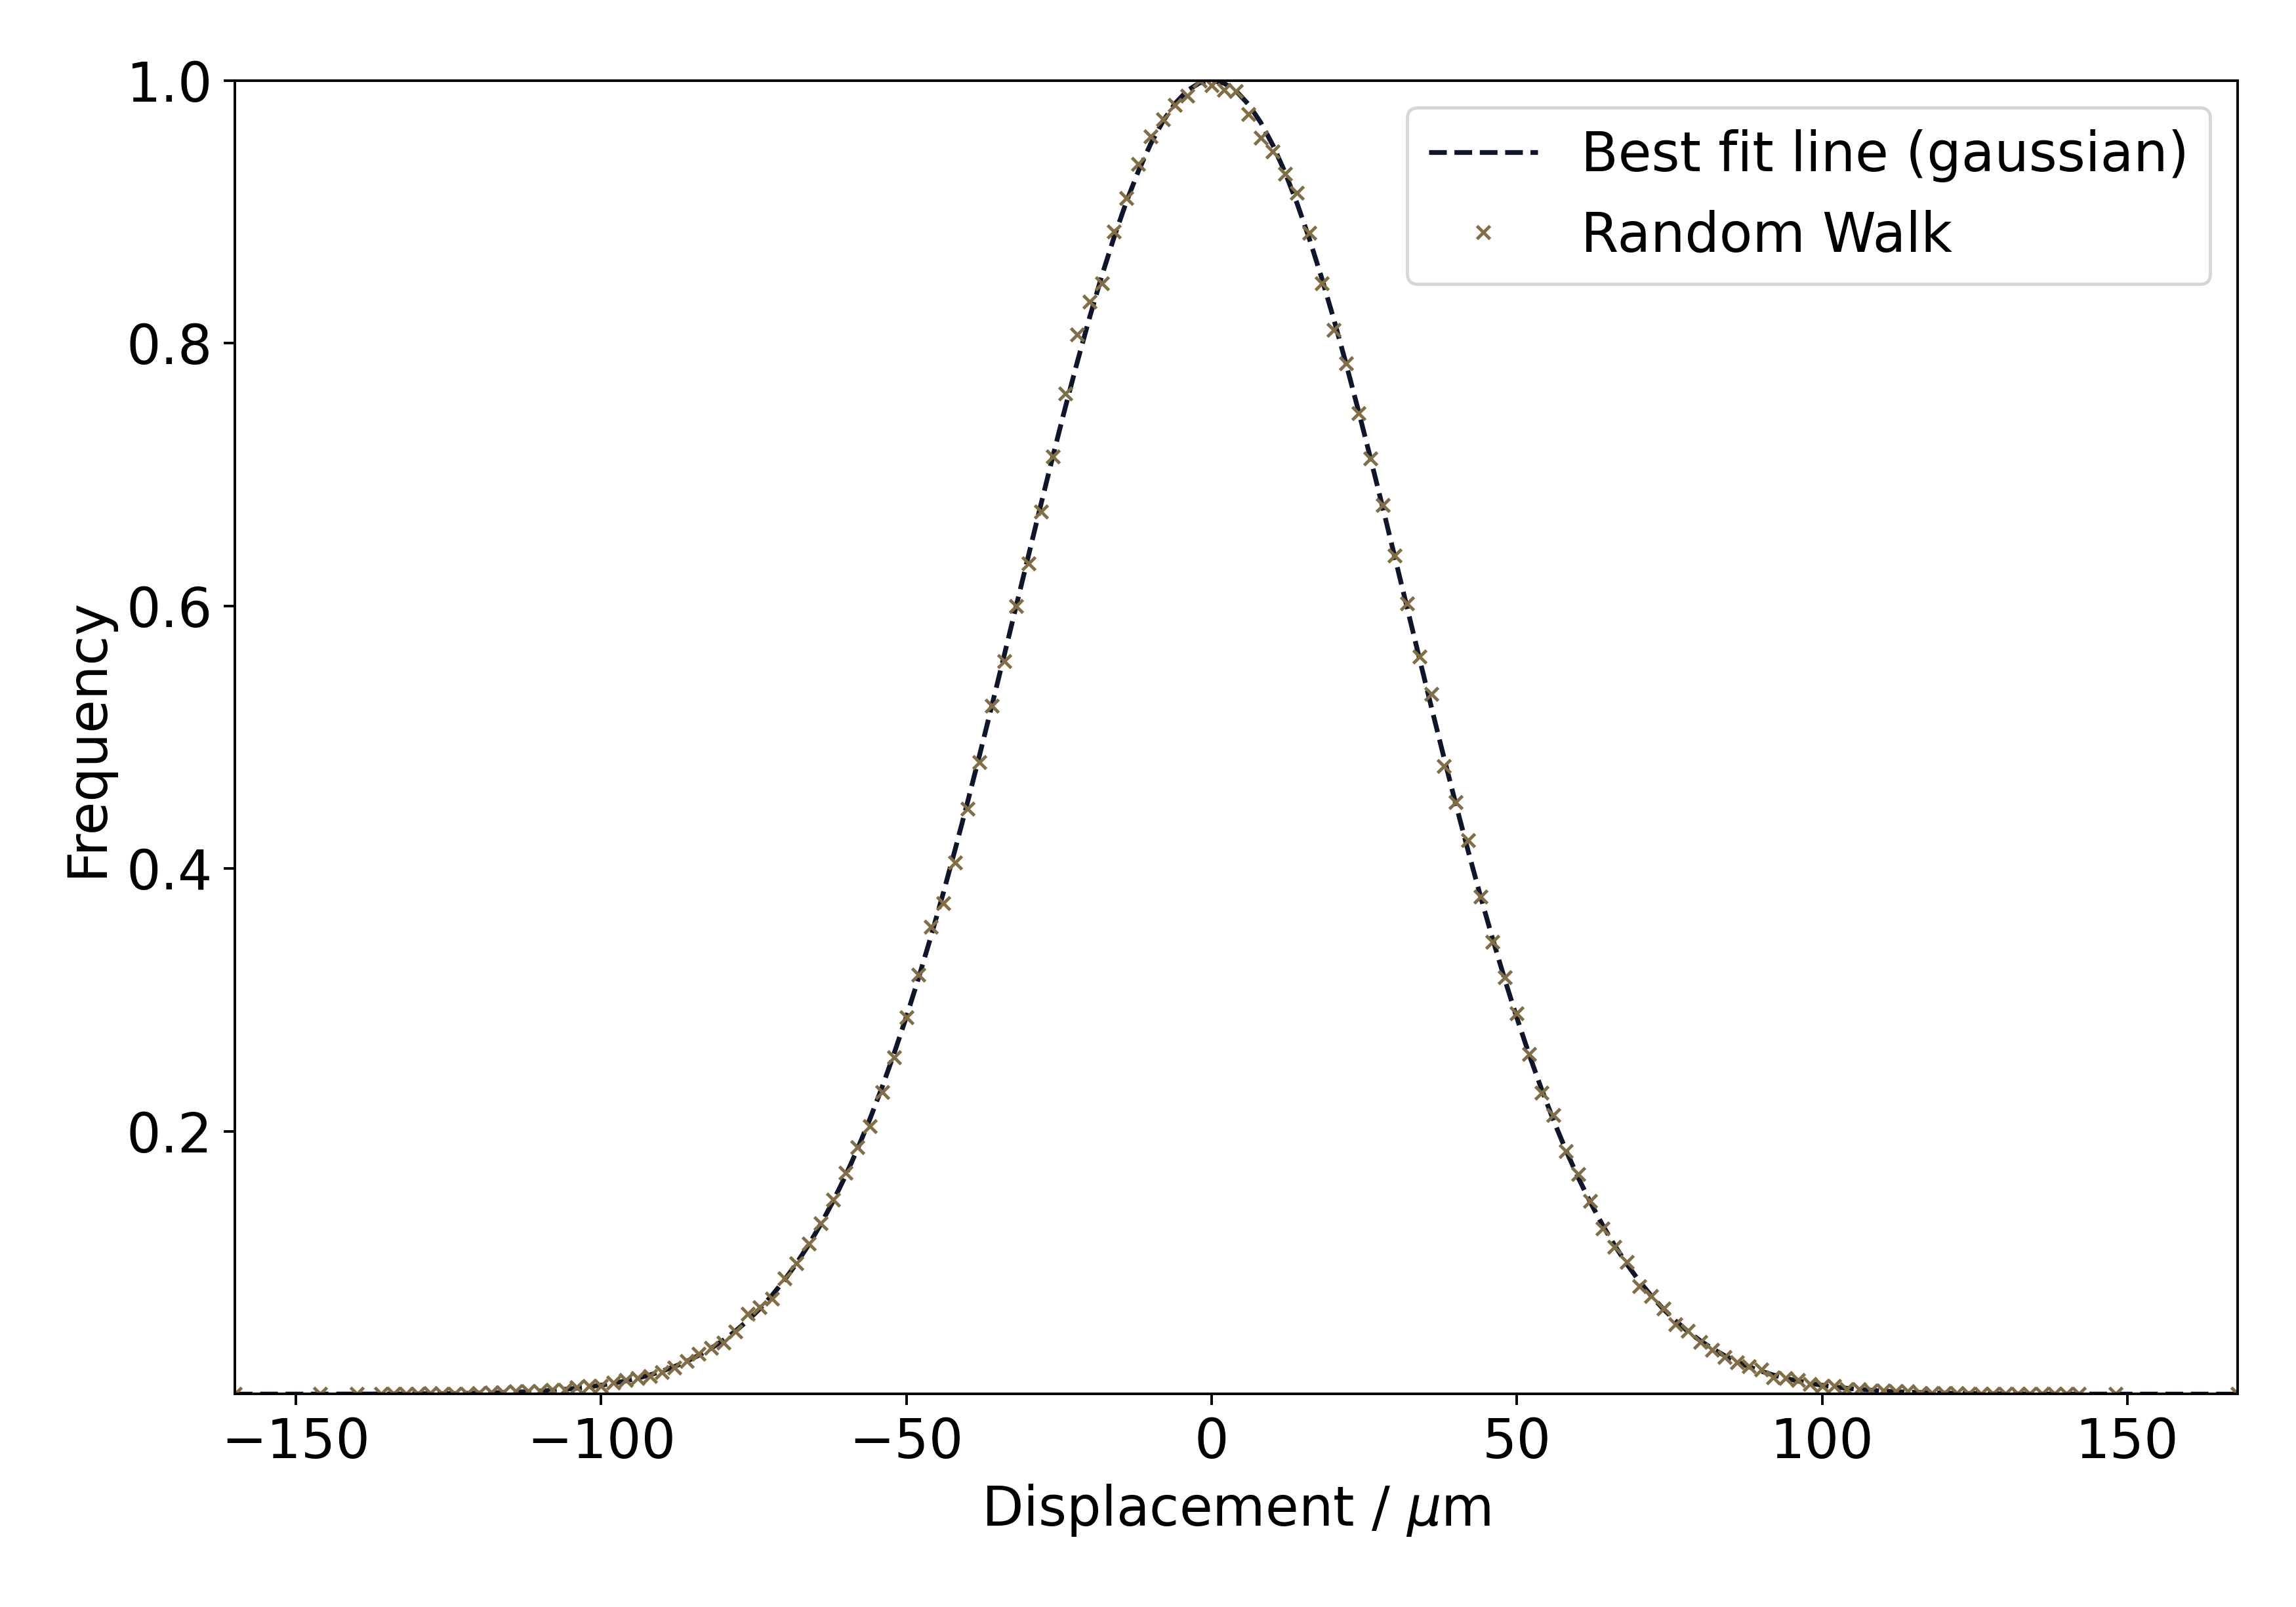 1.0
0.8
0.6
0.4
0.2
Frequency
Best fit line (gaussian)
Random Walk
−150 −100 −50 0 50 100 150
Displacement / μm